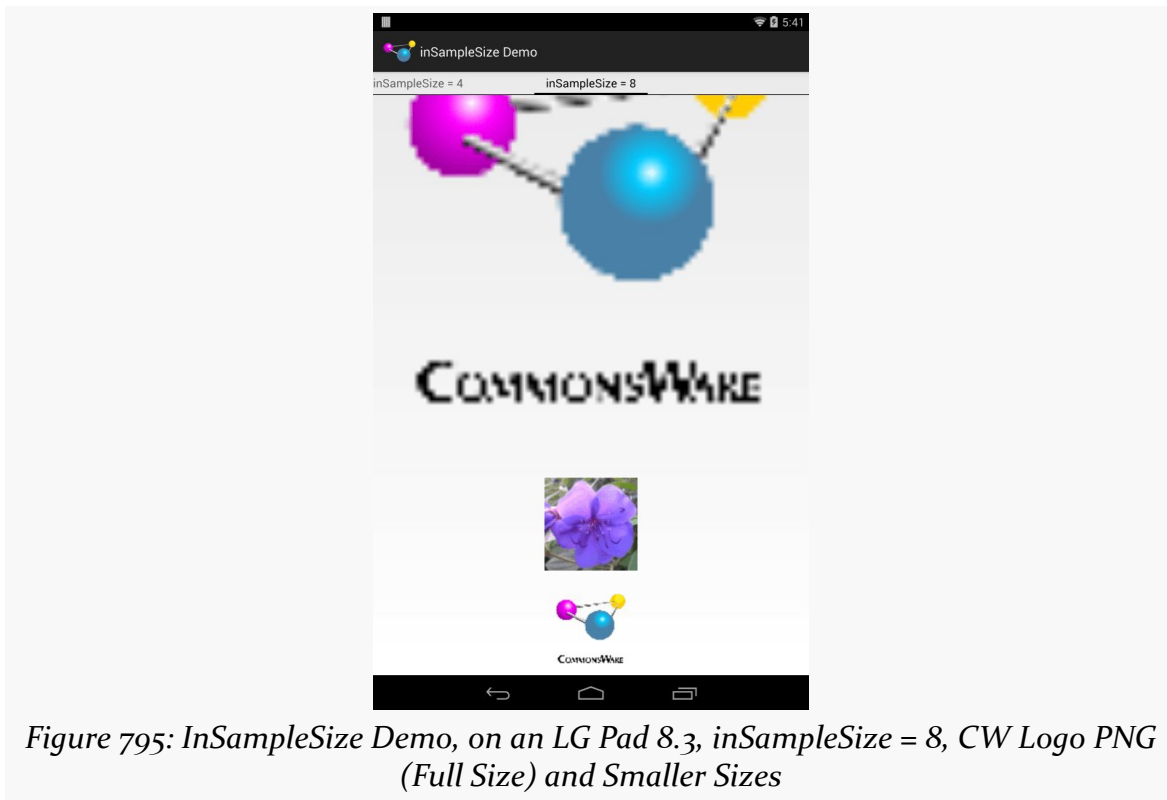 5:41
inSampleSize Demo
inSampleSize = 4 inSampleSize = 8
COMMONSWARE
COMMONSWARE
Figure 795: InSampleSize Demo, on an LG Pad 8.3, inSampleSize = 8, CW Logo PNG
(Full Size) and Smaller Sizes